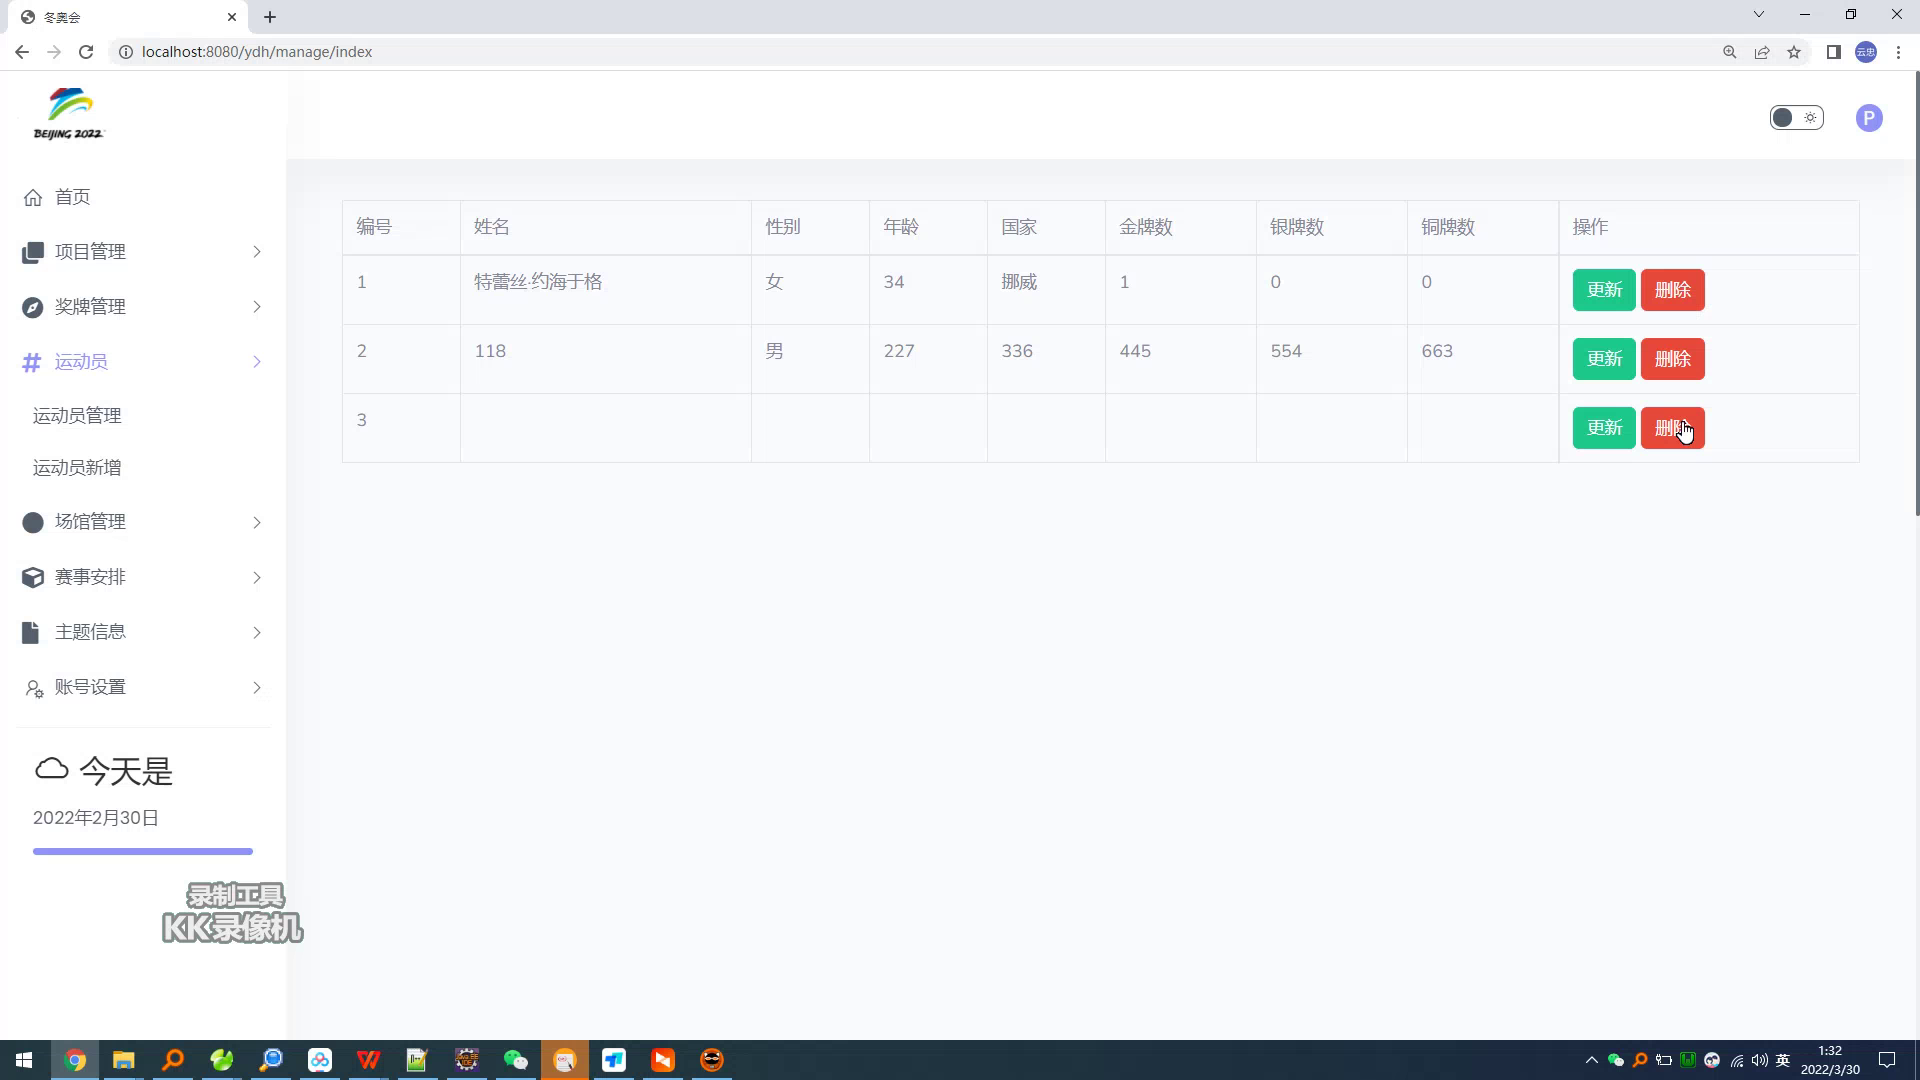 冬奥会
localhost:8080/ydh/manage/index
云忠
BEIJING 2022
P
首页
项目管理
奖牌管理
运动员
运动员管理
运动员新增
场馆管理
赛事安排
主题信息
账号设置
今天是
2022年2月30日
编号 姓名 性别 年龄 国家 金牌数 银牌数 铜牌数 操作
1 特蕾丝·约海于格 女 34 挪威 1 0 0 更新 删除
2 118 男 227 336 445 554 663 更新 删除
3 更新 删除
录制工具
KK录像机
英
1:32
2022/3/30